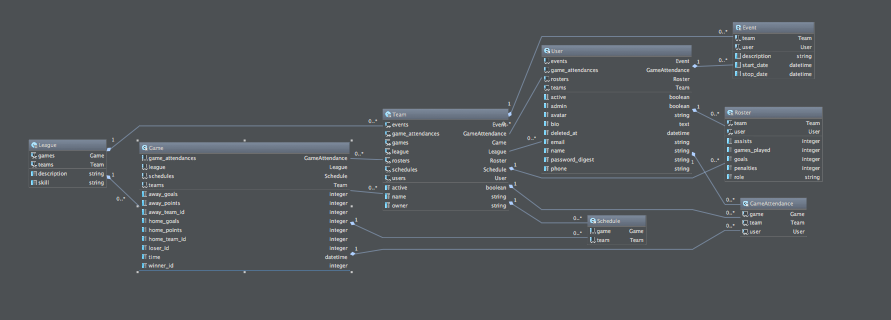 League
games Game
teams Team
description string
skill string
1
0..*
1
Game
game_attendances GameAttendance
league League
schedules Schedule
teams Team
away_goals integer
away_points integer
away_team_id integer
home_goals integer
home_points integer
home_team_id integer
loser_id integer
time datetime
winner_id integer
0..*
0..*
1
1
0..*
Team
events Event
game_attendances GameAttendance
games Game
league League
rosters Roster
schedules Schedule
users User
active boolean
name string
owner string
1
0..*
1
1
1
0..*
0..*
User
events Event
game_attendances GameAttendance
rosters Roster
teams Team
active boolean
admin boolean
avatar string
bio text
deleted_at datetime
email string
name string
password_digest string
phone string
1
1
1
0..*
Schedule
game Game
team Team
0..*
0..*
Event
team Team
user User
description string
start_date datetime
stop_date datetime
0..*
0..*
Roster
team Team
user User
assists integer
games_played integer
goals integer
penalties integer
role string
0..*
0..*
0..*
GameAttendance
game Game
team Team
user User